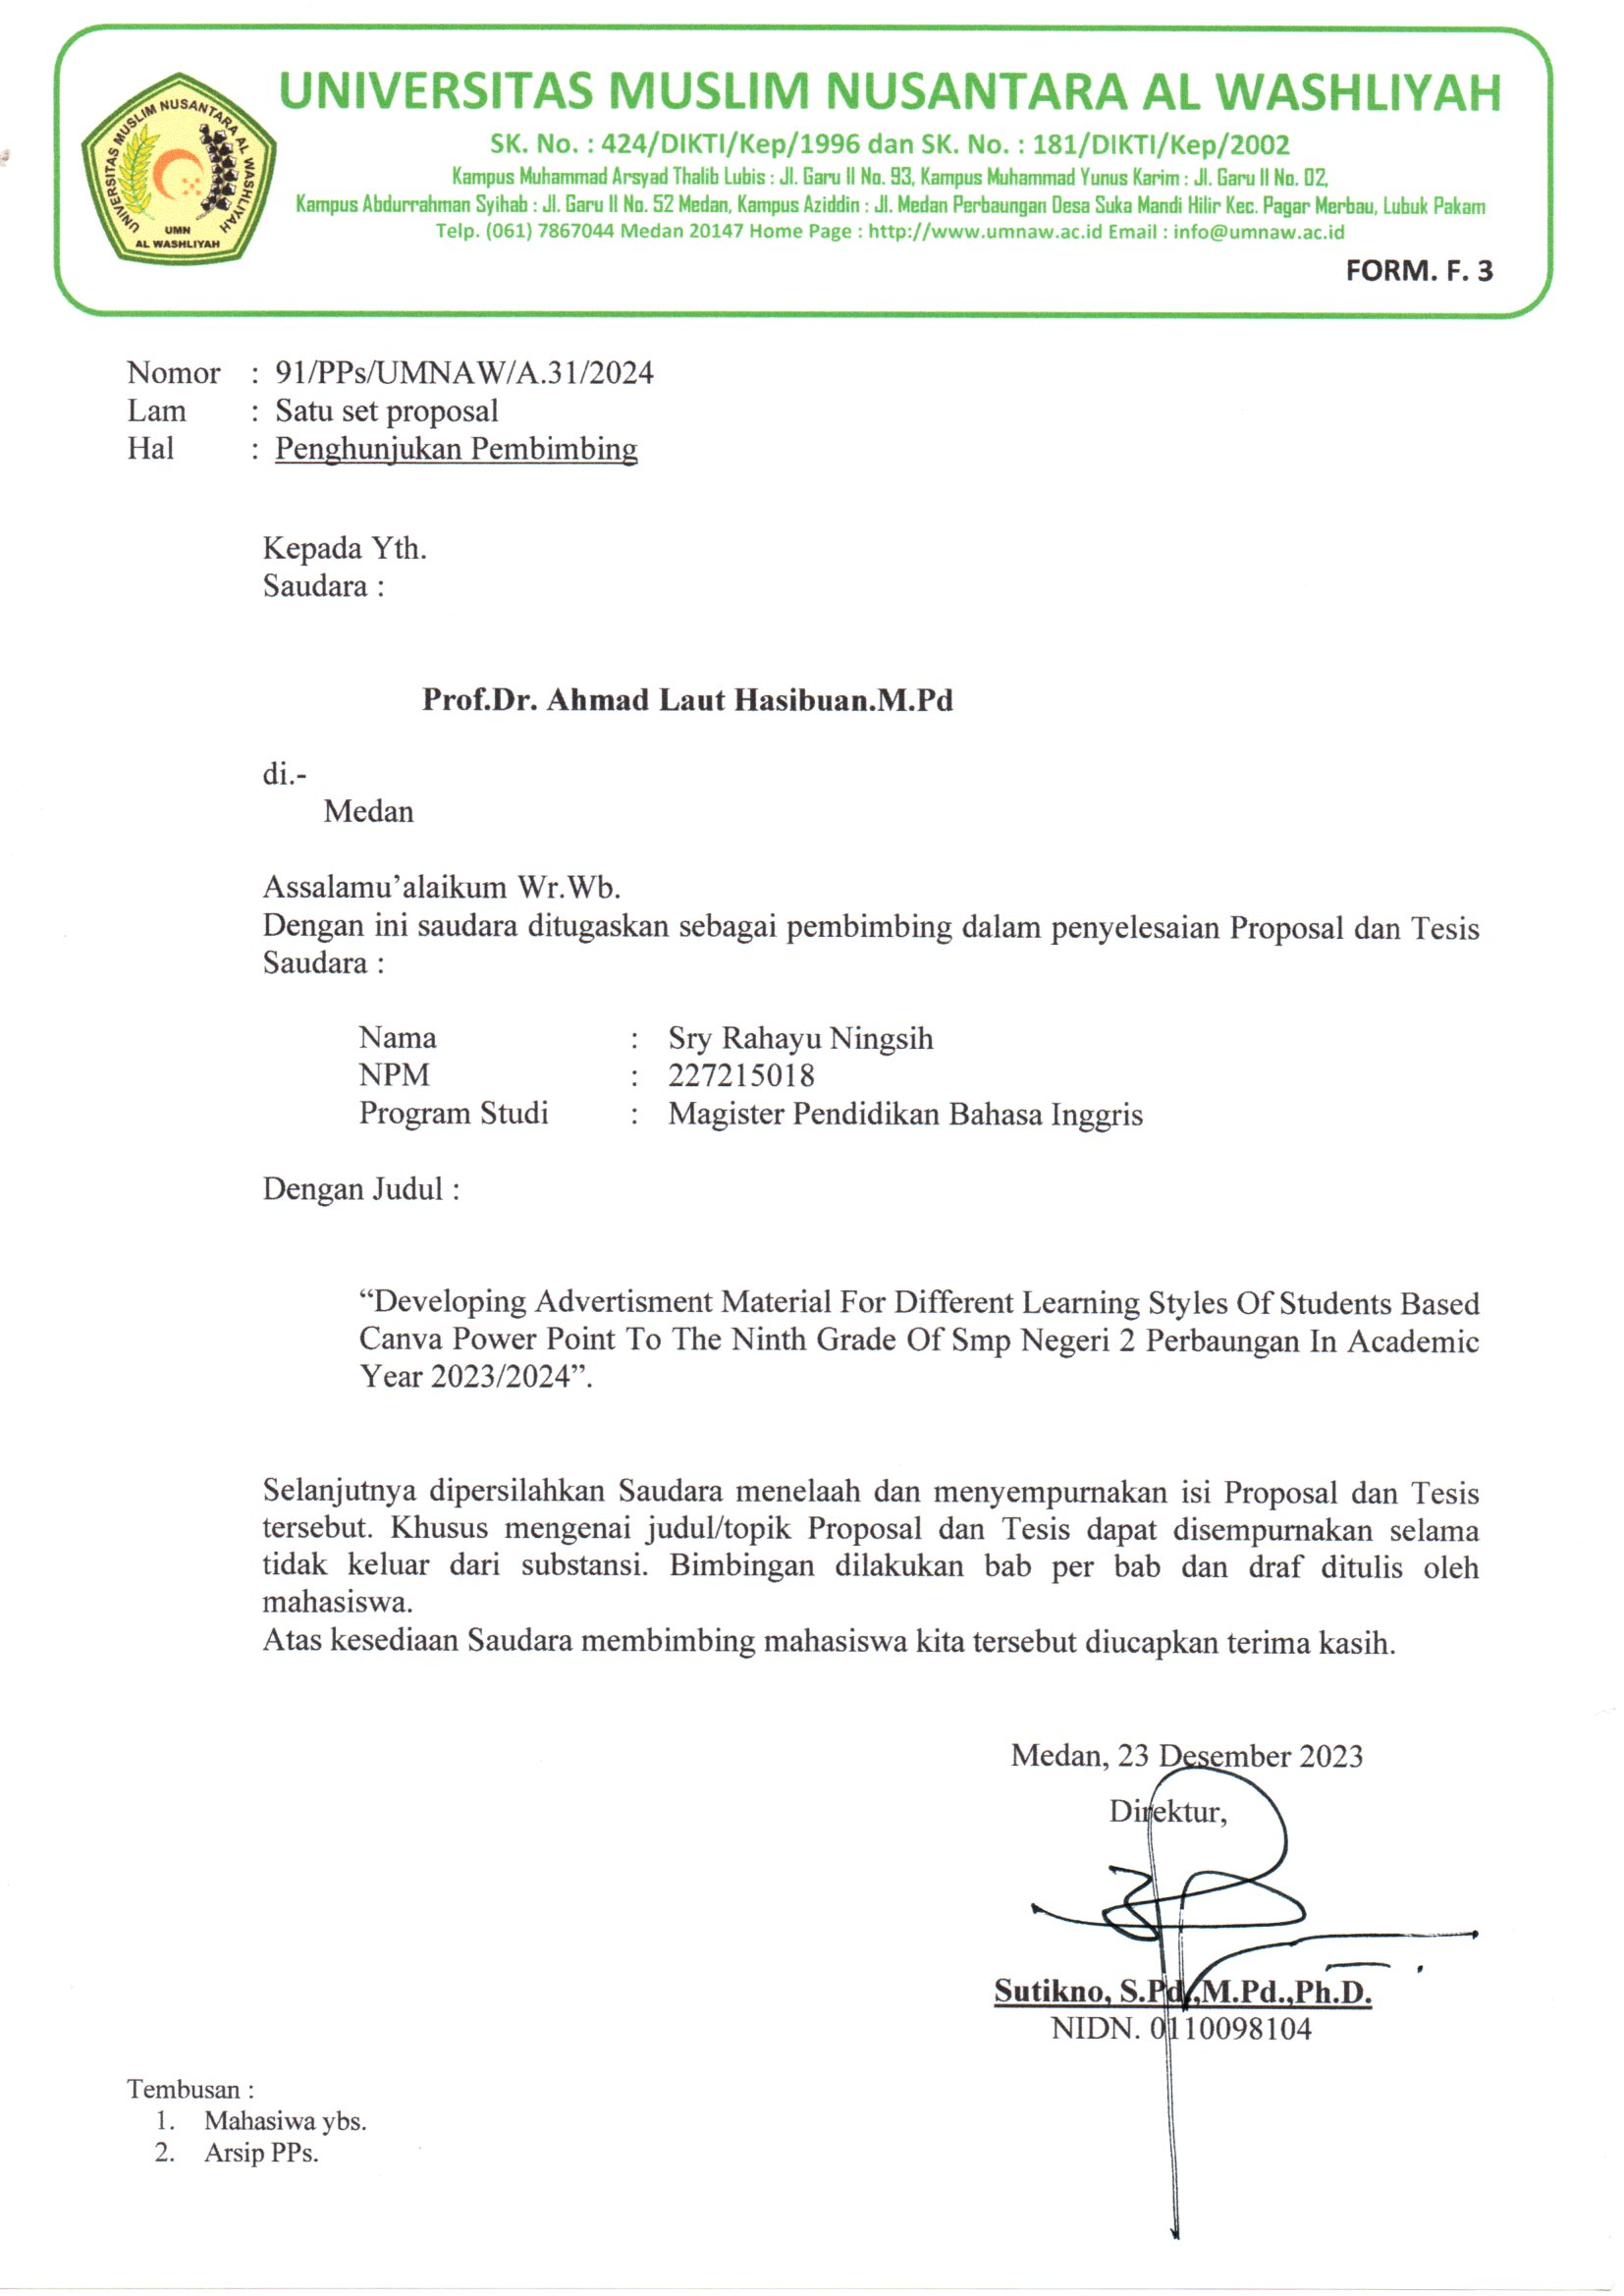 UNIVERSITAS MUSLIM NUSANTARA AL WASHLIYAH
UMN
AL WASHLIYAH
UNIVERSITAS MUSLIM NUSANTARA AL WASHLIYAH
SK. No. : 424/DIKTI/Kep/1996 dan SK. No. : 181/DIKTI/Kep/2002
Kampus Muhammad Arsyad Thalib Lubis : Jl. Garu II No. 93, Kampus Muhammad Yunus Karim : Jl. Garu II No. 02,
Kampus Abdurrahman Syihab : Jl. Garu II No. 52 Medan, Kampus Aziddin : Jl. Medan Perbaungan Desa Suka Mandi Hilir Kec. Pagar Merbau, Lubuk Pakam
Telp. (061) 7867044 Medan 20147 Home Page : http://www.umnaw.ac.id Email : info@umnaw.ac.id
FORM. F. 3
Nomor : 91/PPs/UMNAW/A.31/2024
Lam : Satu set proposal
Hal : Penghunjukan Pembimbing
Kepada Yth.
Saudara :
Prof.Dr. Ahmad Laut Hasibuan.M.Pd
di.-
Medan
Assalamu’alaikum Wr.Wb.
Dengan ini saudara ditugaskan sebagai pembimbing dalam penyelesaian Proposal dan Tesis
Saudara :
Nama : Sry Rahayu Ningsih
NPM : 227215018
Program Studi : Magister Pendidikan Bahasa Inggris
Dengan Judul :
“Developing Advertisment Material For Different Learning Styles Of Students Based
Canva Power Point To The Ninth Grade Of Smp Negeri 2 Perbaungan In Academic
Year 2023/2024”.
Selanjutnya dipersilahkan Saudara menelaah dan menyempurnakan isi Proposal dan Tesis
tersebut. Khusus mengenai judul/topik Proposal dan Tesis dapat disempurnakan selama
tidak keluar dari substansi. Bimbingan dilakukan bab per bab dan draf ditulis oleh
mahasiswa.
Atas kesediaan Saudara membimbing mahasiswa kita tersebut diucapkan terima kasih.
Medan, 23 Desember 2023
Direktur,
Sutikno, S.Pd.,M.Pd.,Ph.D.
NIDN. 0110098104
Tembusan :
1. Mahasiwa ybs.
2. Arsip PPs.